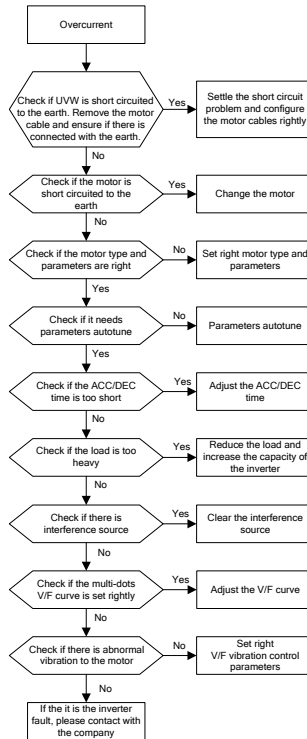 Overcurrent
Check if UVW is short circuited
to the earth. Remove the motor
cable and ensure if there is
connected with the earth.
Yes
Settle the short circuit
problem and configure
the motor cables rightly
No
Check if the motor is
short circuited to the
earth
Yes
Change the motor
No
Check if the motor type and
parameters are right
No
Set right motor type and
parameters
Yes
Check if it needs
parameters autotune
No
Parameters autotune
Yes
Check if the ACC/DEC
time is too short
Yes
Adjust the ACC/DEC
time
No
Check if the load is too
heavy
Yes
Reduce the load and
increase the capacity of
the inverter
No
Check if there is
interference source
Yes
Clear the interference
source
No
Check if the multi-dots
V/F curve is set rightly
Yes
Adjust the V/F curve
No
Check if there is abnormal
vibration to the motor
No
Set right
V/F vibration control
parameters
No
If the it is the inverter
fault, please contact with
the company